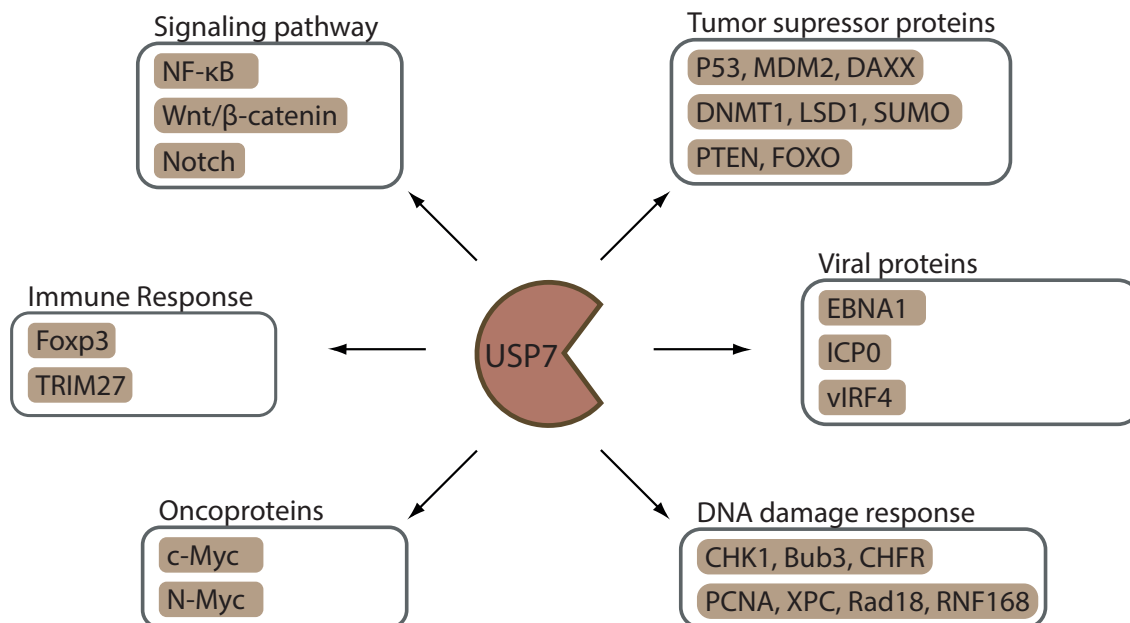 Signaling pathway
NF-κB
Wnt/β-catenin
Notch
Tumor supressor proteins
P53, MDM2, DAXX
DNMT1, LSD1, SUMO
PTEN, FOXO
Immune Response
Foxp3
TRIM27
USP7
Viral proteins
EBNA1
ICP0
vIRF4
Oncoproteins
c-Myc
N-Myc
DNA damage response
CHK1, Bub3, CHFR
PCNA, XPC, Rad18, RNF168